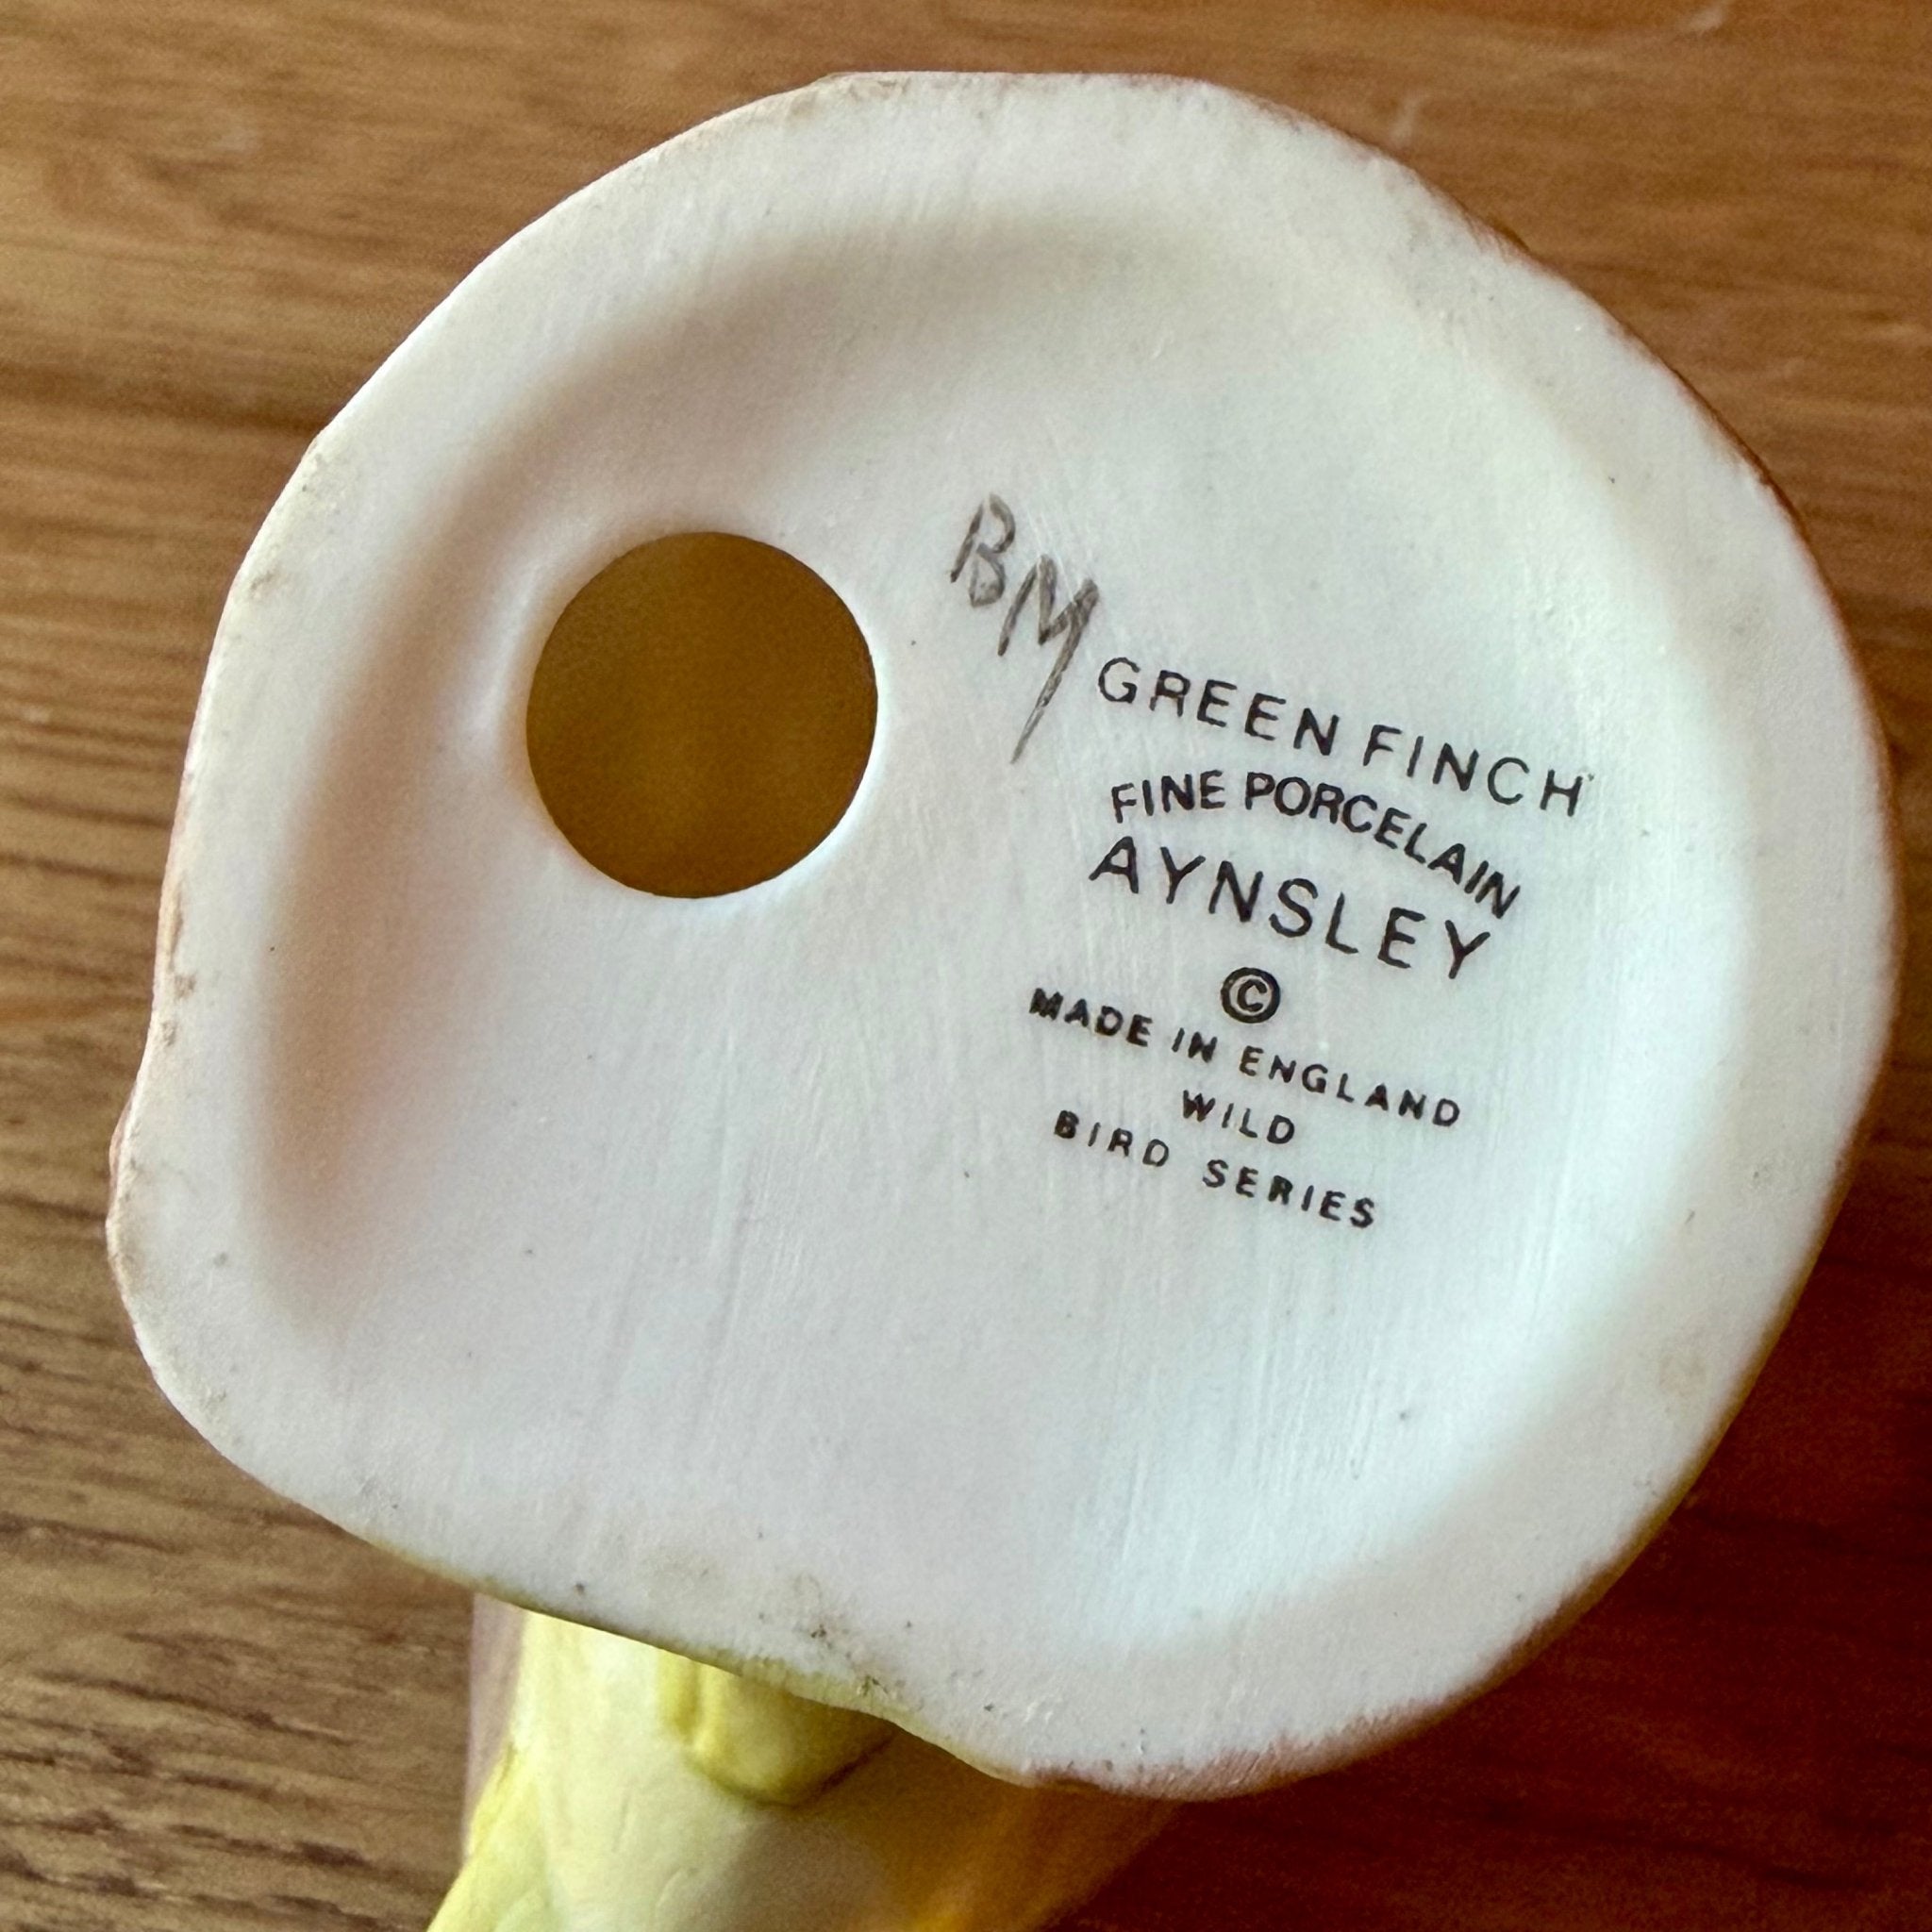 BM
GREEN FINCH
FINE PORCELAIN
AYNSLEY
©
MADE IN ENGLAND
WILD
BIRD SERIES